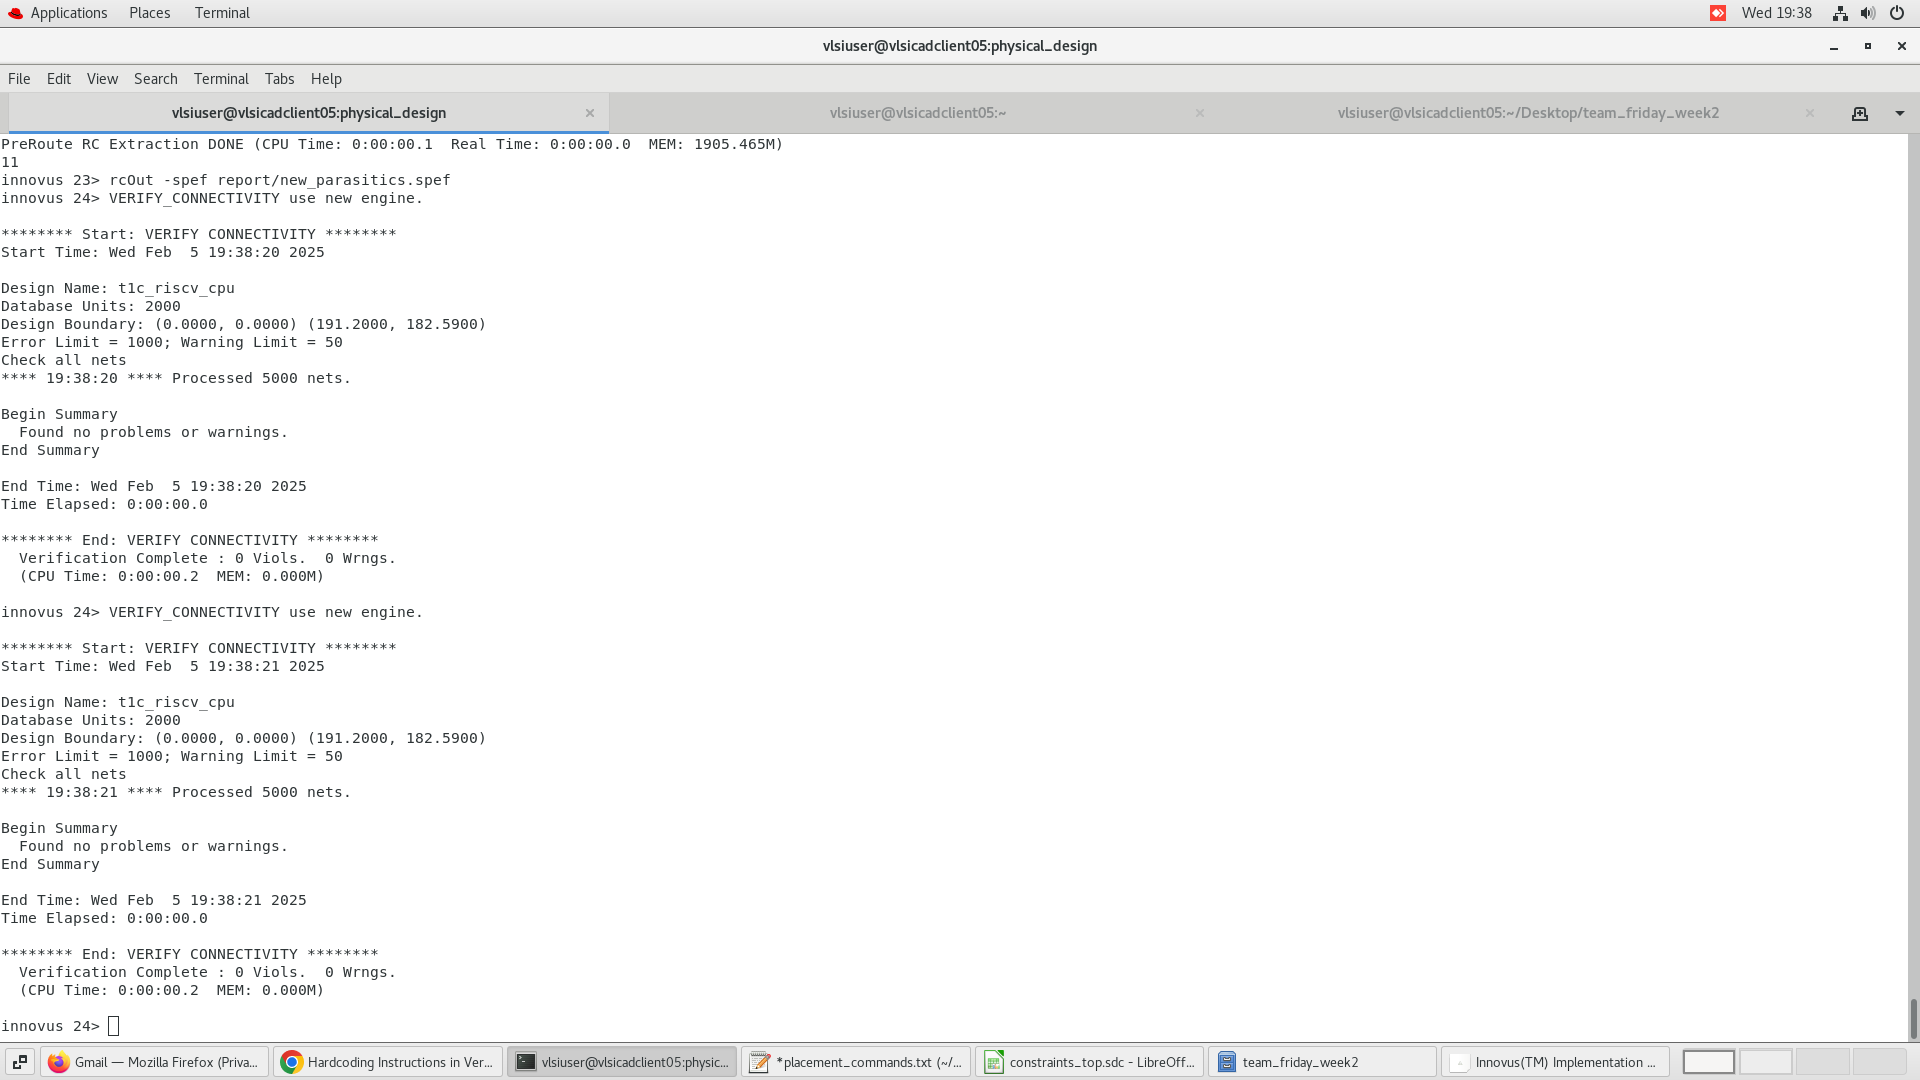 Applications Places Terminal Wed 19:38
vlsiuser@vlsicadclient05:physical_design
File Edit View Search Terminal Tabs Help
vlsiuser@vlsicadclient05:physical_design vlsiuser@vlsicadclient05:~ vlsiuser@vlsicadclient05:~/Desktop/team_friday_week2
PreRoute RC Extraction DONE (CPU Time: 0:00:00.1  Real Time: 0:00:00.0  MEM: 1905.465M)
11
innovus 23> rcOut -spef report/new_parasitics.spef
innovus 24> VERIFY_CONNECTIVITY use new engine.
******** Start: VERIFY CONNECTIVITY ********
Start Time: Wed Feb  5 19:38:20 2025
Design Name: t1c_riscv_cpu
Database Units: 2000
Design Boundary: (0.0000, 0.0000) (191.2000, 182.5900)
Error Limit = 1000; Warning Limit = 50
Check all nets
**** 19:38:20 **** Processed 5000 nets.
Begin Summary
  Found no problems or warnings.
End Summary
End Time: Wed Feb  5 19:38:20 2025
Time Elapsed: 0:00:00.0
******** End: VERIFY CONNECTIVITY ********
  Verification Complete : 0 Viols.  0 Wrngs.
  (CPU Time: 0:00:00.2  MEM: 0.000M)
innovus 24> VERIFY_CONNECTIVITY use new engine.
******** Start: VERIFY CONNECTIVITY ********
Start Time: Wed Feb  5 19:38:21 2025
Design Name: t1c_riscv_cpu
Database Units: 2000
Design Boundary: (0.0000, 0.0000) (191.2000, 182.5900)
Error Limit = 1000; Warning Limit = 50
Check all nets
**** 19:38:21 **** Processed 5000 nets.
Begin Summary
  Found no problems or warnings.
End Summary
End Time: Wed Feb  5 19:38:21 2025
Time Elapsed: 0:00:00.0
******** End: VERIFY CONNECTIVITY ********
  Verification Complete : 0 Viols.  0 Wrngs.
  (CPU Time: 0:00:00.2  MEM: 0.000M)
innovus 24>
Gmail — Mozilla Firefox (Priva... Hardcoding Instructions in Ver... vlsiuser@vlsicadclient05:physic... *placement_commands.txt (~/... constraints_top.sdc - LibreOff... team_friday_week2 Innovus(TM) Implementation ...